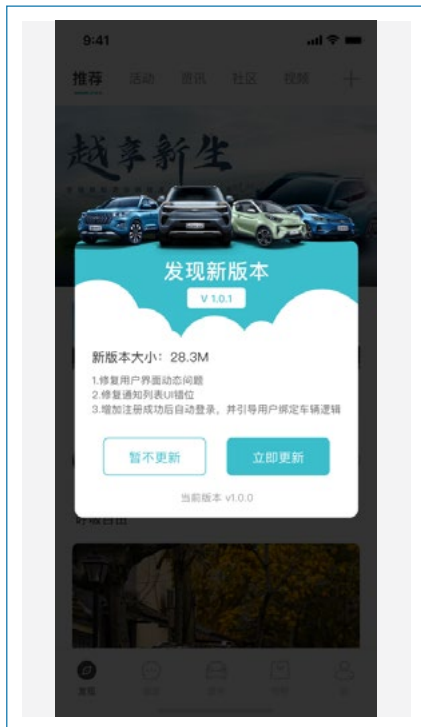 9:41
推荐 活动 资讯 社区 视频
越享新生
发现新版本
V 1.0.1
新版本大小：28.3M
1.修复用户界面动态问题
2.修复通知列表UI错位
3.增加注册成功后自动登录，并引导用户绑定车辆逻辑
暂不更新 立即更新
当前版本 v1.0.0
发现